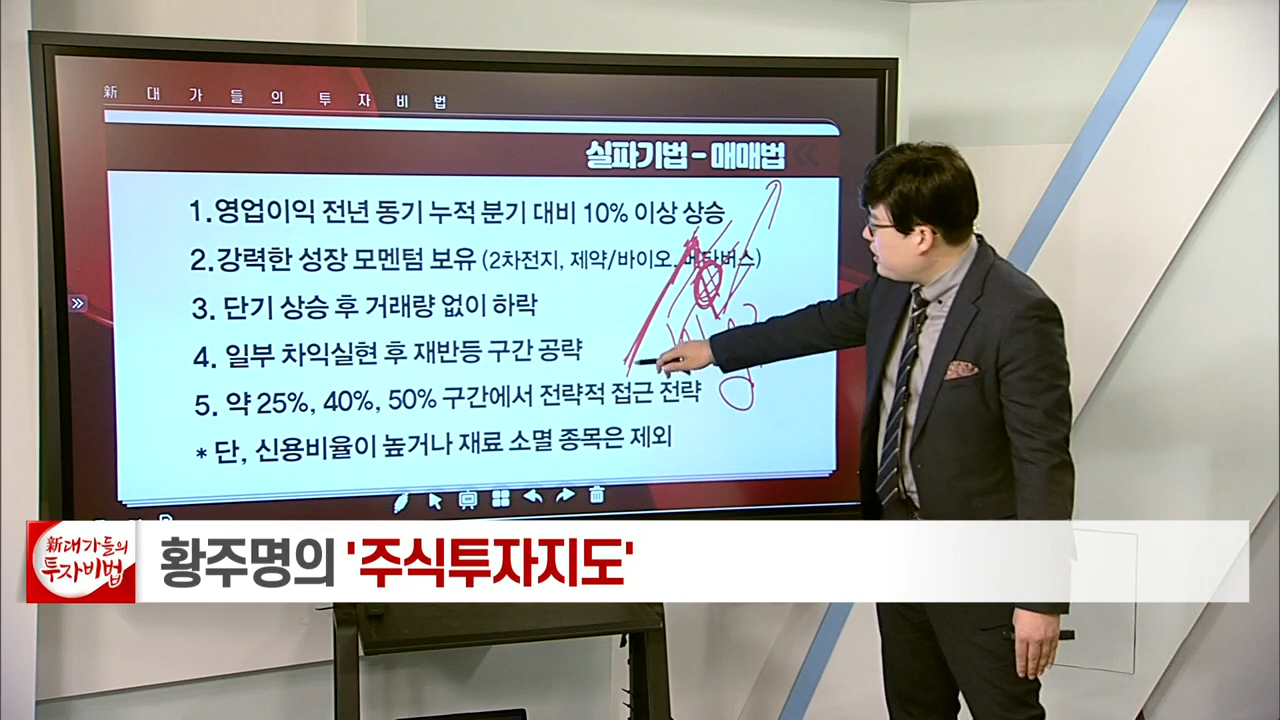 新 대 가 들 의 투 자 비 법
실파기법 - 매매법
1. 영업이익 전년 동기 누적 분기 대비 10% 이상 상승
2. 강력한 성장 모멘텀 보유 (2차전지, 제약/바이오, 메타버스)
3. 단기 상승 후 거래량 없이 하락
4. 일부 차익실현 후 재반등 구간 공략
5. 약 25%, 40%, 50% 구간에서 전략적 접근 전략
* 단, 신용비율이 높거나 재료 소멸 종목은 제외
新대가들의
투자비법
황주명의 '주식투자지도'